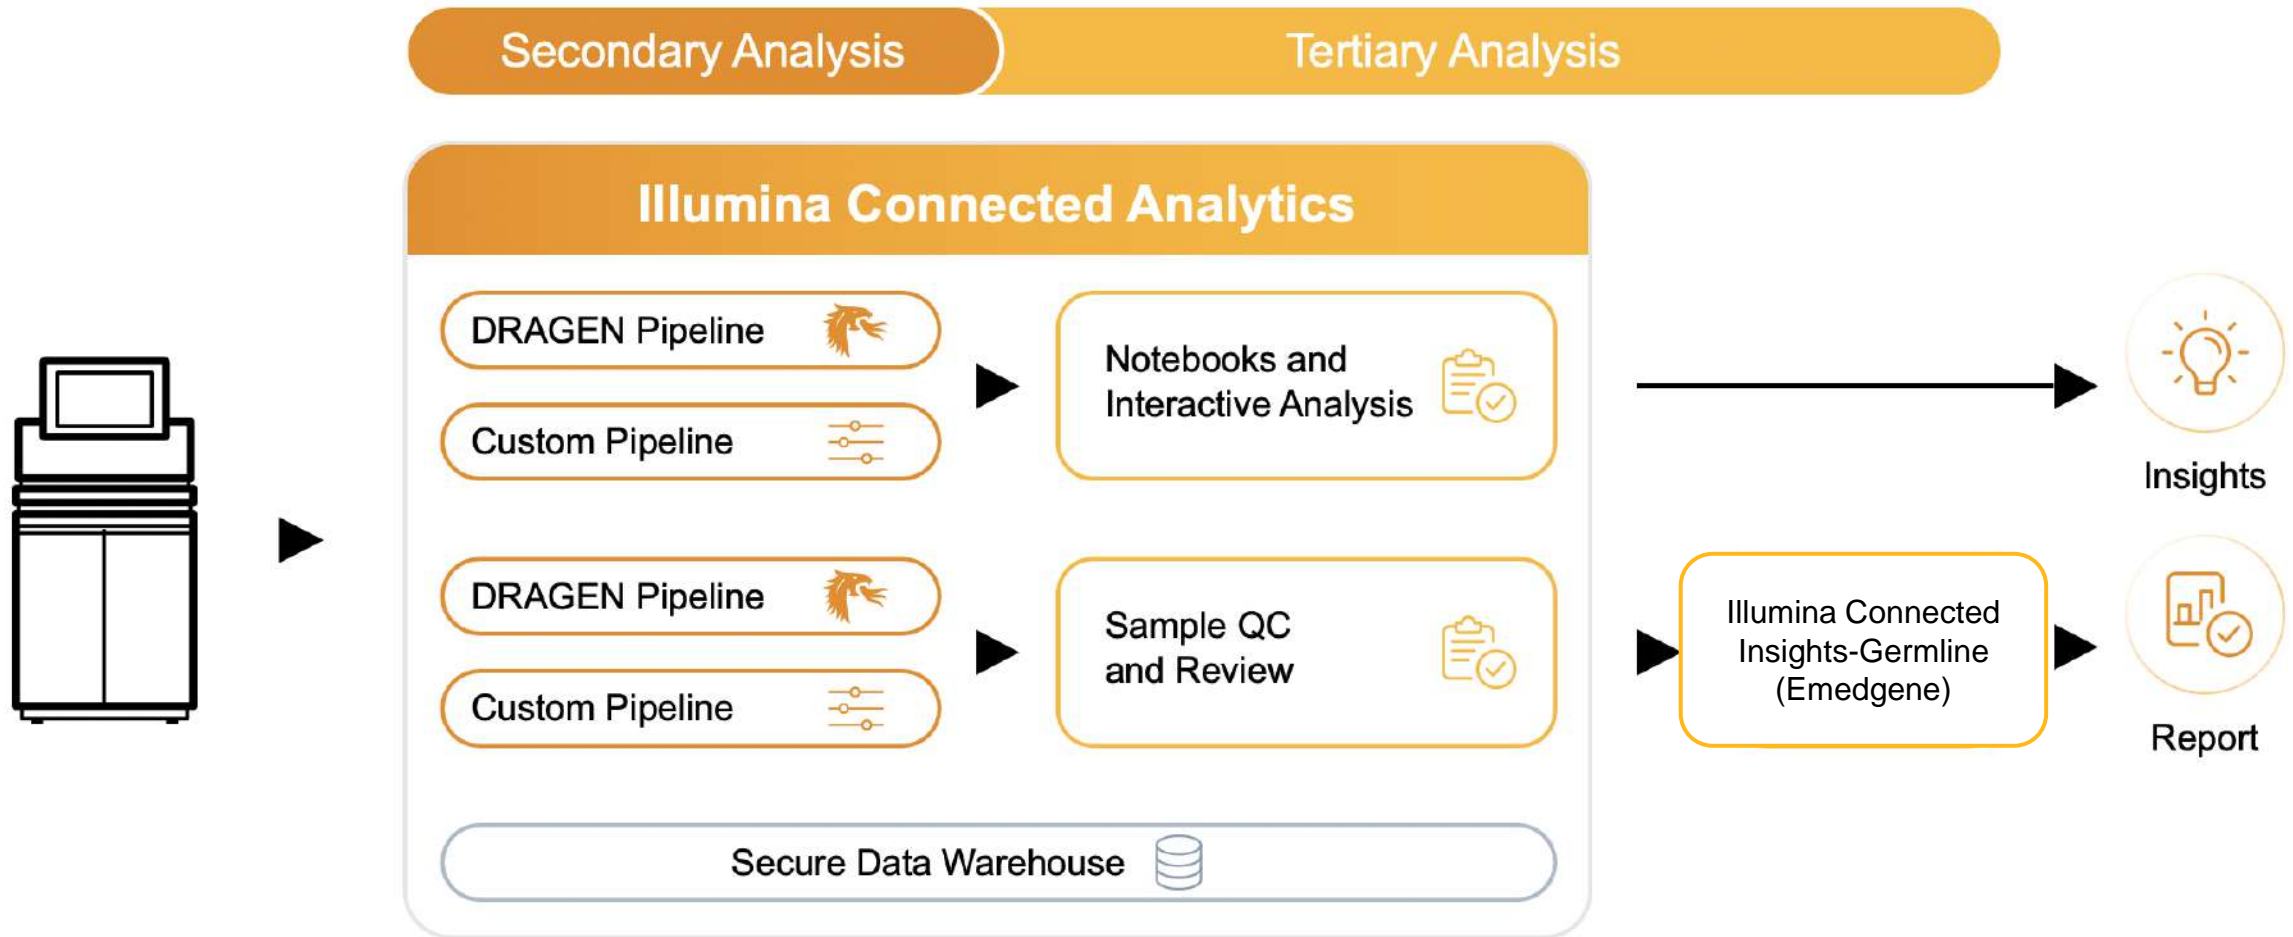 Secondary Analysis
Tertiary Analysis
Illumina Connected Analytics
DRAGEN Pipeline
Custom Pipeline
Notebooks and
Interactive Analysis
Insights
DRAGEN Pipeline
Custom Pipeline
Sample QC
and Review
Illumina Connected
Insights-Germline
(Emedgene)
Report
Secure Data Warehouse